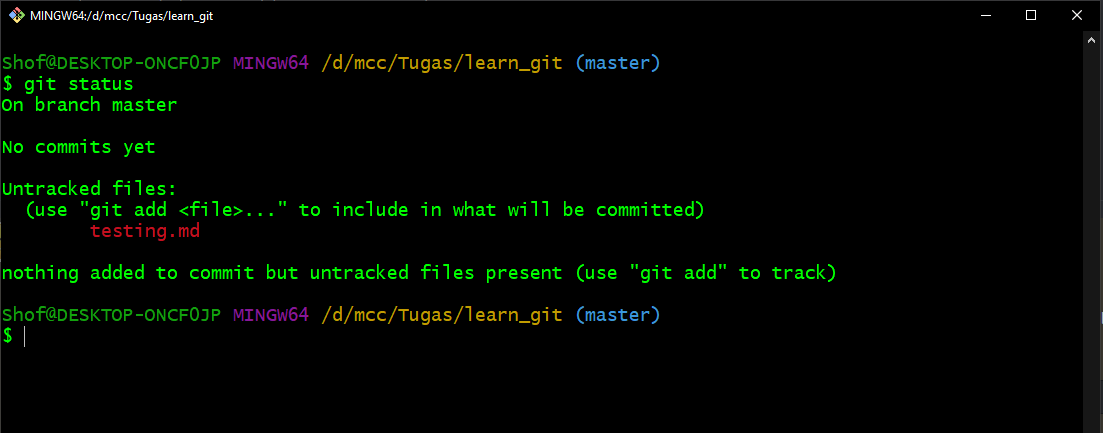 MINGW64:/d/mcc/Tugas/learn_git
Shof@DESKTOP-ONCF0JP MINGW64 /d/mcc/Tugas/learn_git (master)
$ git status
On branch master
No commits yet
Untracked files:
  (use "git add <file>..." to include in what will be committed)
        testing.md
nothing added to commit but untracked files present (use "git add" to track)
Shof@DESKTOP-ONCF0JP MINGW64 /d/mcc/Tugas/learn_git (master)
$